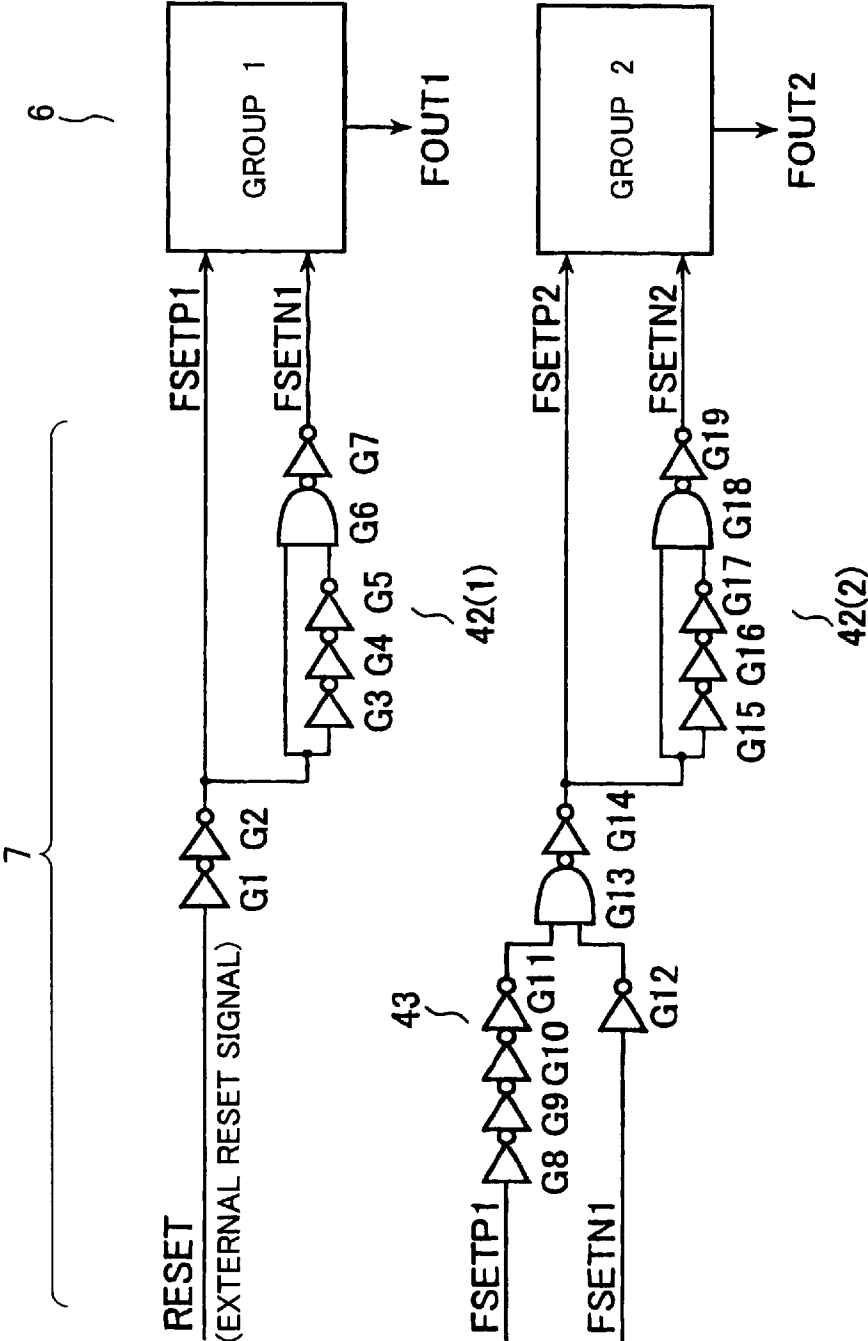 7
6
RESET
(EXTERNAL RESET SIGNAL)
G1 G2
FSETP1
G3 G4 G5
G6 G7
FSETN1
42(1)
GROUP 1
FOUT1
FSETP1
G8 G9 G10 G11
43
FSETN1
G12
G13 G14
FSETP2
G15 G16 G17
G18 G19
FSETN2
42(2)
GROUP 2
FOUT2